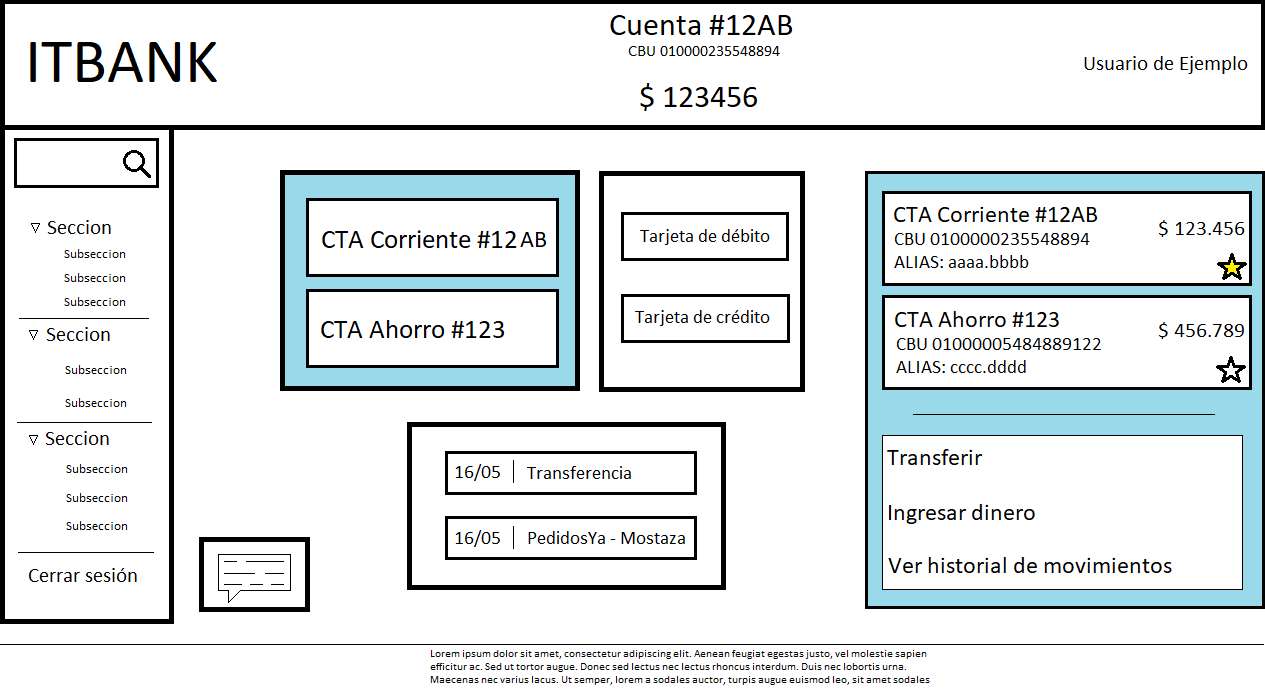 ITBANK
Cuenta #12AB
CBU 010000235548894
$ 123456
Usuario de Ejemplo
Seccion
Subseccion
Subseccion
Subseccion
Seccion
Subseccion
Subseccion
Seccion
Subseccion
Subseccion
Subseccion
Cerrar sesión
CTA Corriente #12AB
CTA Ahorro #123
Tarjeta de débito
Tarjeta de crédito
16/05 Transferencia
16/05 PedidosYa - Mostaza
CTA Corriente #12AB
CBU 0100000235548894
ALIAS: aaaa.bbbb
$ 123.456
CTA Ahorro #123
CBU 01000005484889122
ALIAS: cccc.dddd
$ 456.789
Transferir
Ingresar dinero
Ver historial de movimientos
Lorem ipsum dolor sit amet, consectetur adipiscing elit. Aenean feugiat egestas justo, vel molestie sapien
efficitur ac. Sed ut tortor augue. Donec sed lectus nec lectus rhoncus interdum. Duis nec lobortis urna.
Maecenas nec varius lacus. Ut semper, lorem a sodales auctor, turpis augue euismod leo, sit amet sodales